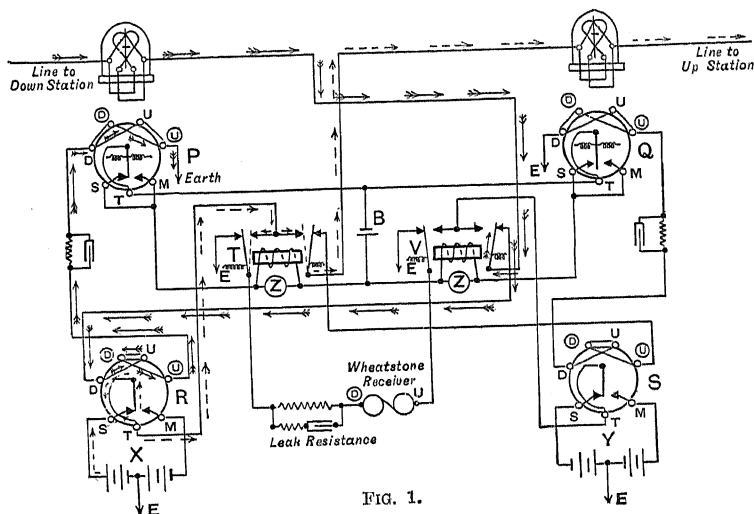 Line to
Down Station
Line to
Up Station
D U U
D P
S M
T
Earth
D U U
D Q
E S M
T
B
T
E
Z
V
E
Z
D U U
D R
S M
T
X
E
Wheatstone
Receiver
D U
Leak Resistance
D U U
D S
S M
T
Y
E
FIG. 1.